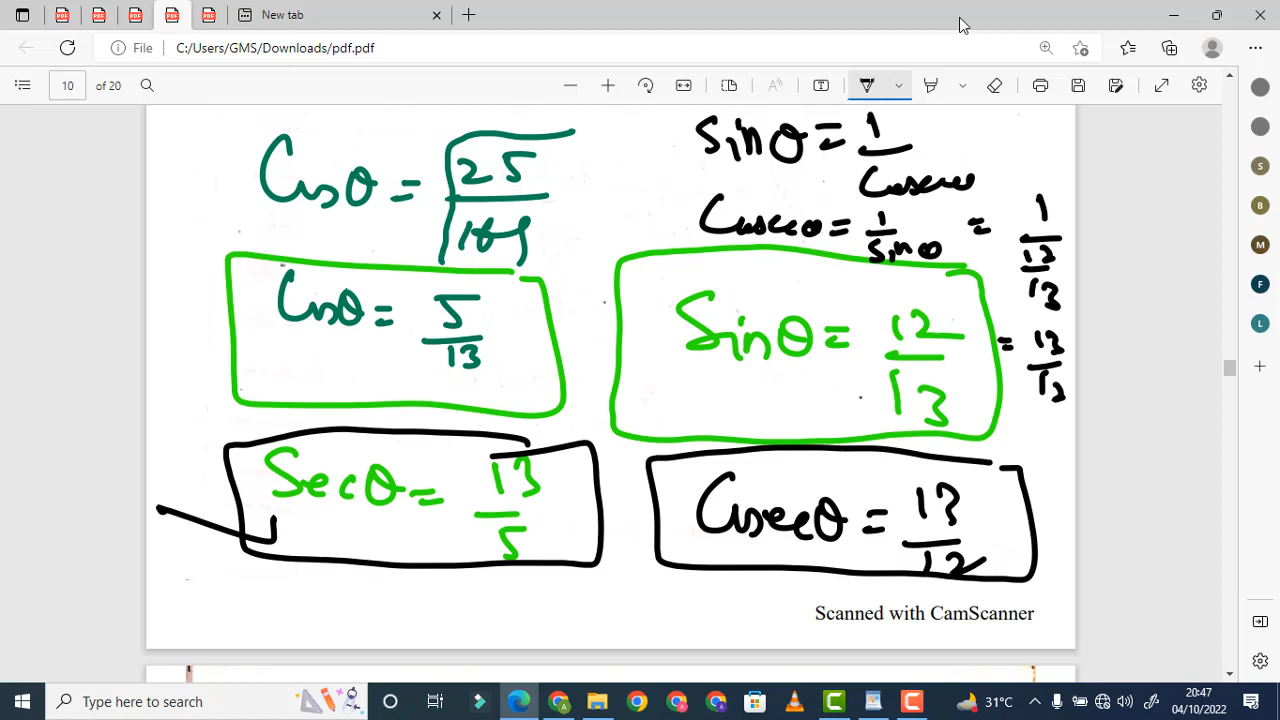 New tab
File
C:/Users/GMS/Downloads/pdf.pdf
10 of 20
Cosθ = √25/169
Sinθ = 1/Cosecθ
Cosecθ = 1/Sinθ = 1/12/13
= 13/12
Cosθ = 5/13
Sinθ = 12/13
Secθ = 13/5
Cosecθ = 13/12
Scanned with CamScanner
S
B
M
F
L
Type here to search
31°C
20:47
04/10/2022